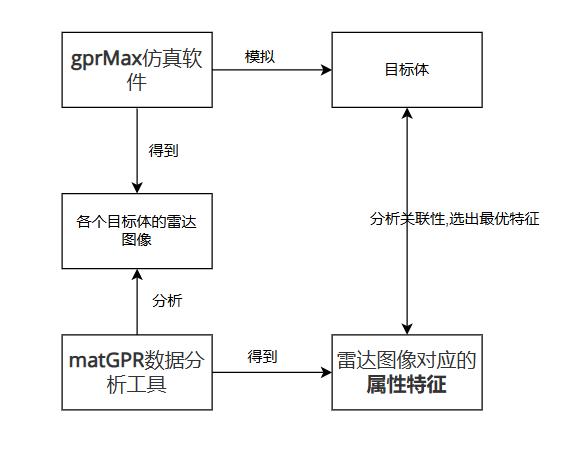 gprMax仿真软
件
模拟
目标体
得到
各个目标体的雷达
图像
分析关联性,选出最优特征
分析
matGPR数据分
析工具
得到
雷达图像对应的
属性特征